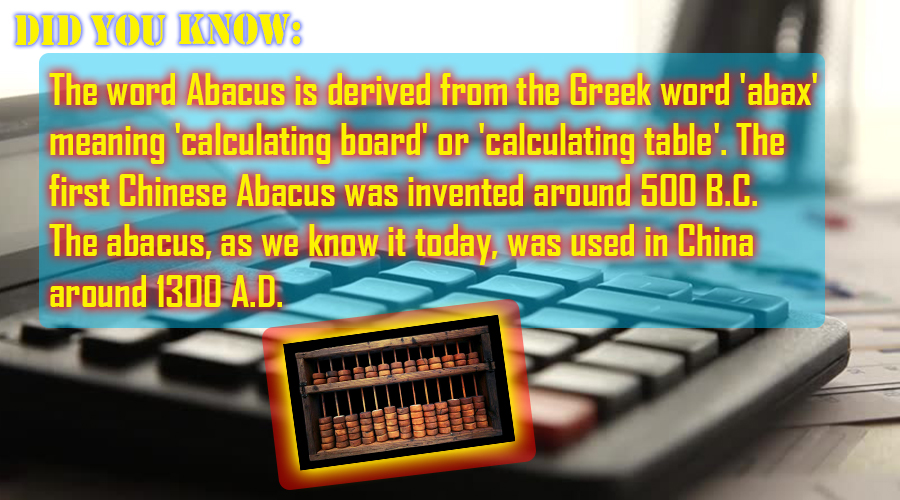 DID YOU KNOW:
The word Abacus is derived from the Greek word 'abax'
meaning 'calculating board' or 'calculating table'. The
first Chinese Abacus was invented around 500 B.C.
The abacus, as we know it today, was used in China
around 1300 A.D.